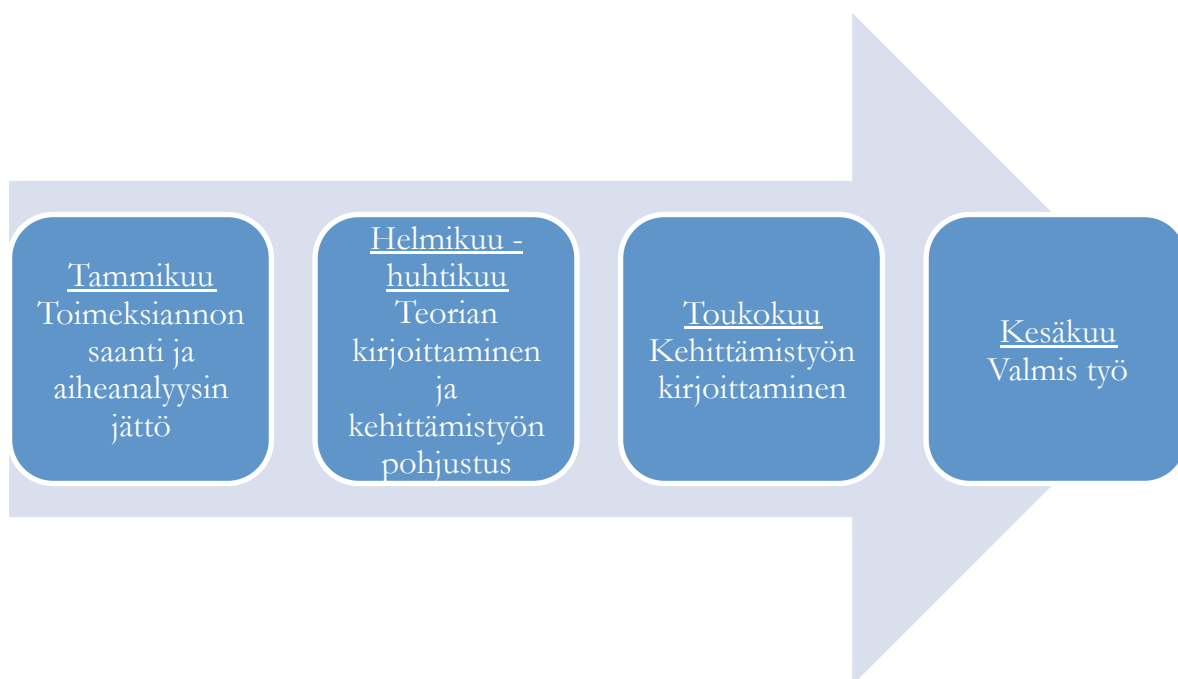 Tammikuu
Toimeksiannon
saanti ja
aiheanalyysin
jättö
Helmikuu -
huhtikuu
Teorian
kirjoittaminen
ja
kehittämistyön
pohjustus
Toukokuu
Kehittämistyön
kirjoittaminen
Kesäkuu
Valmis työ